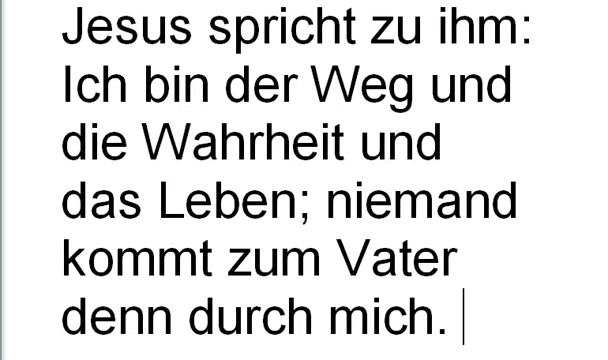 Jesus spricht zu ihm:
Ich bin der Weg und
die Wahrheit und
das Leben; niemand
kommt zum Vater
denn durch mich.